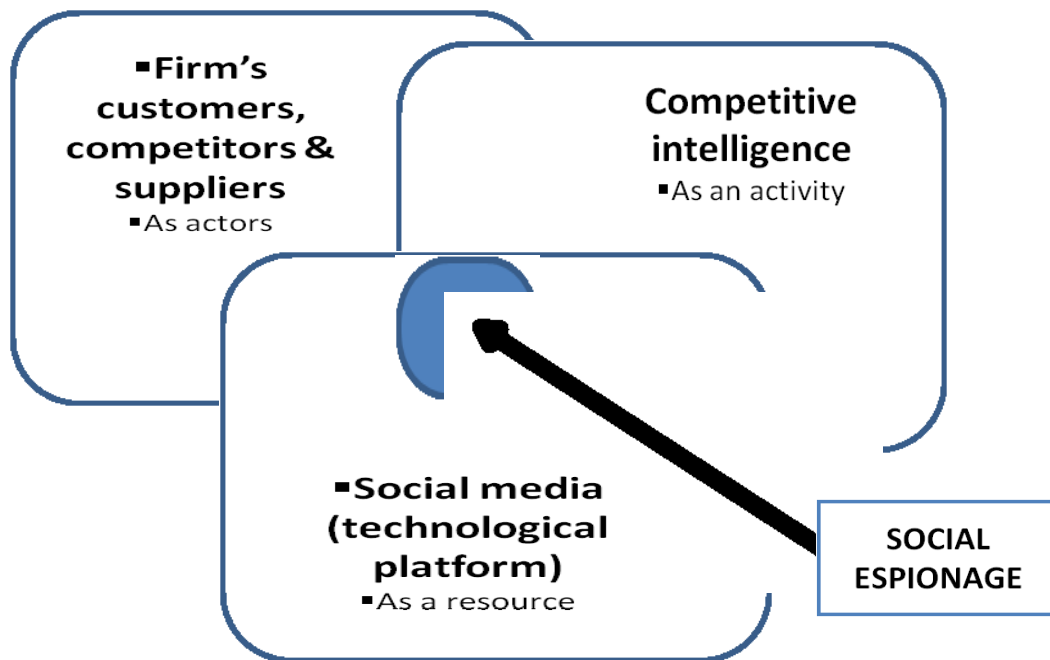 ▪Firm's
customers,
competitors &
suppliers
▪As actors
Competitive
intelligence
▪As an activity
▪Social media
(technological
platform)
▪As a resource
SOCIAL
ESPIONAGE